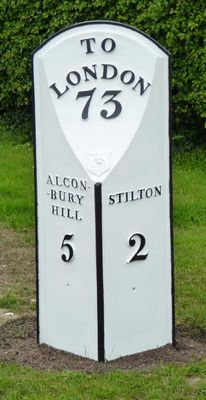 TO
LONDON
73
ALCON-
-BURY
HILL
5
STILTON
2